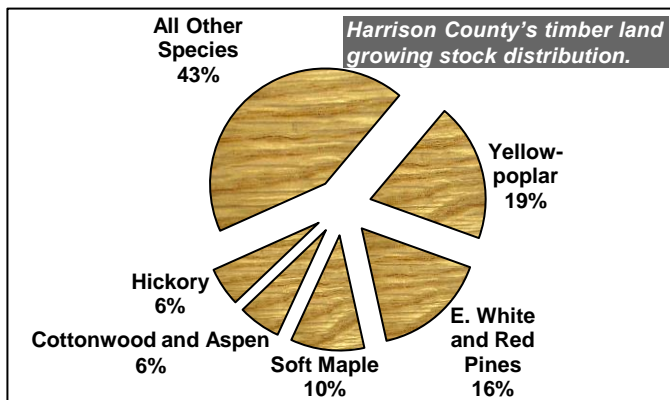 Harrison County's timber land
growing stock distribution.
All Other
Species
43%
Yellow-
poplar
19%
E. White
and Red
Pines
16%
Soft Maple
10%
Cottonwood and Aspen
6%
Hickory
6%